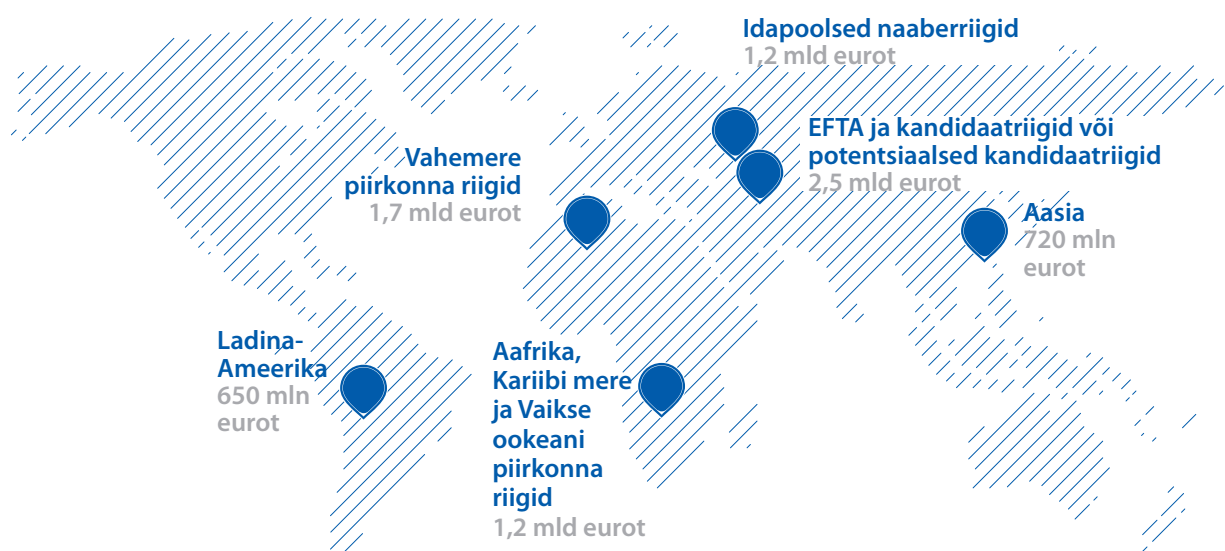 Idapoolsed naaberriigid
1,2 mld eurot
EFTA ja kandidaatriigid või
potentsiaalsed kandidaatriigid
2,5 mld eurot
Vahemere
piirkonna riigid
1,7 mld eurot
Aasia
720 mln
eurot
Ladina-
Ameerika
650 mln
eurot
Aafrika,
Kariibi mere
ja Vaikse
ookeani
piirkonna
riigid
1,2 mld eurot